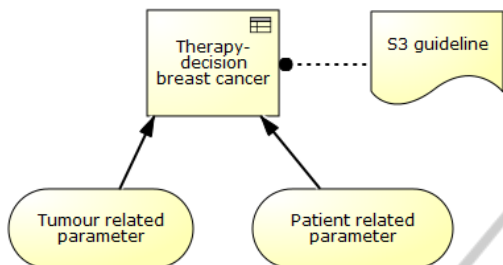 Therapy-
decision
breast cancer
S3 guideline
Tumour related
parameter
Patient related
parameter